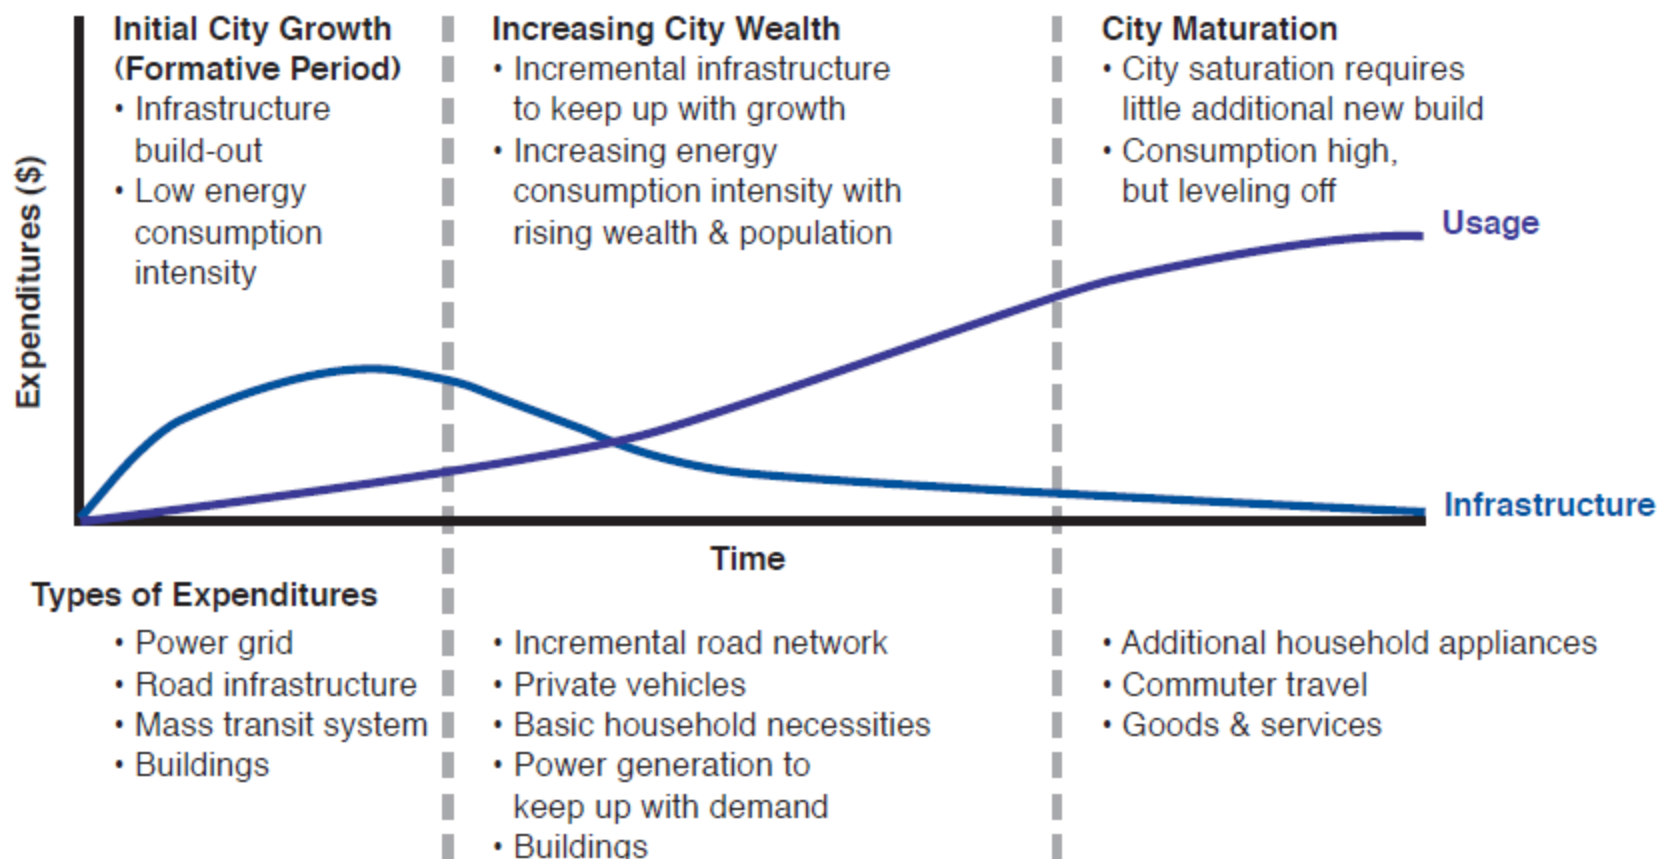 Initial City Growth
(Formative Period)
• Infrastructure
build-out
• Low energy
consumption
intensity
Increasing City Wealth
• Incremental infrastructure
to keep up with growth
• Increasing energy
consumption intensity with
rising wealth & population
City Maturation
• City saturation requires
little additional new build
• Consumption high,
but leveling off
Usage
Expenditures ($)
Infrastructure
Time
Types of Expenditures
• Power grid
• Road infrastructure
• Mass transit system
• Buildings
• Incremental road network
• Private vehicles
• Basic household necessities
• Power generation to
keep up with demand
• Buildings
• Additional household appliances
• Commuter travel
• Goods & services